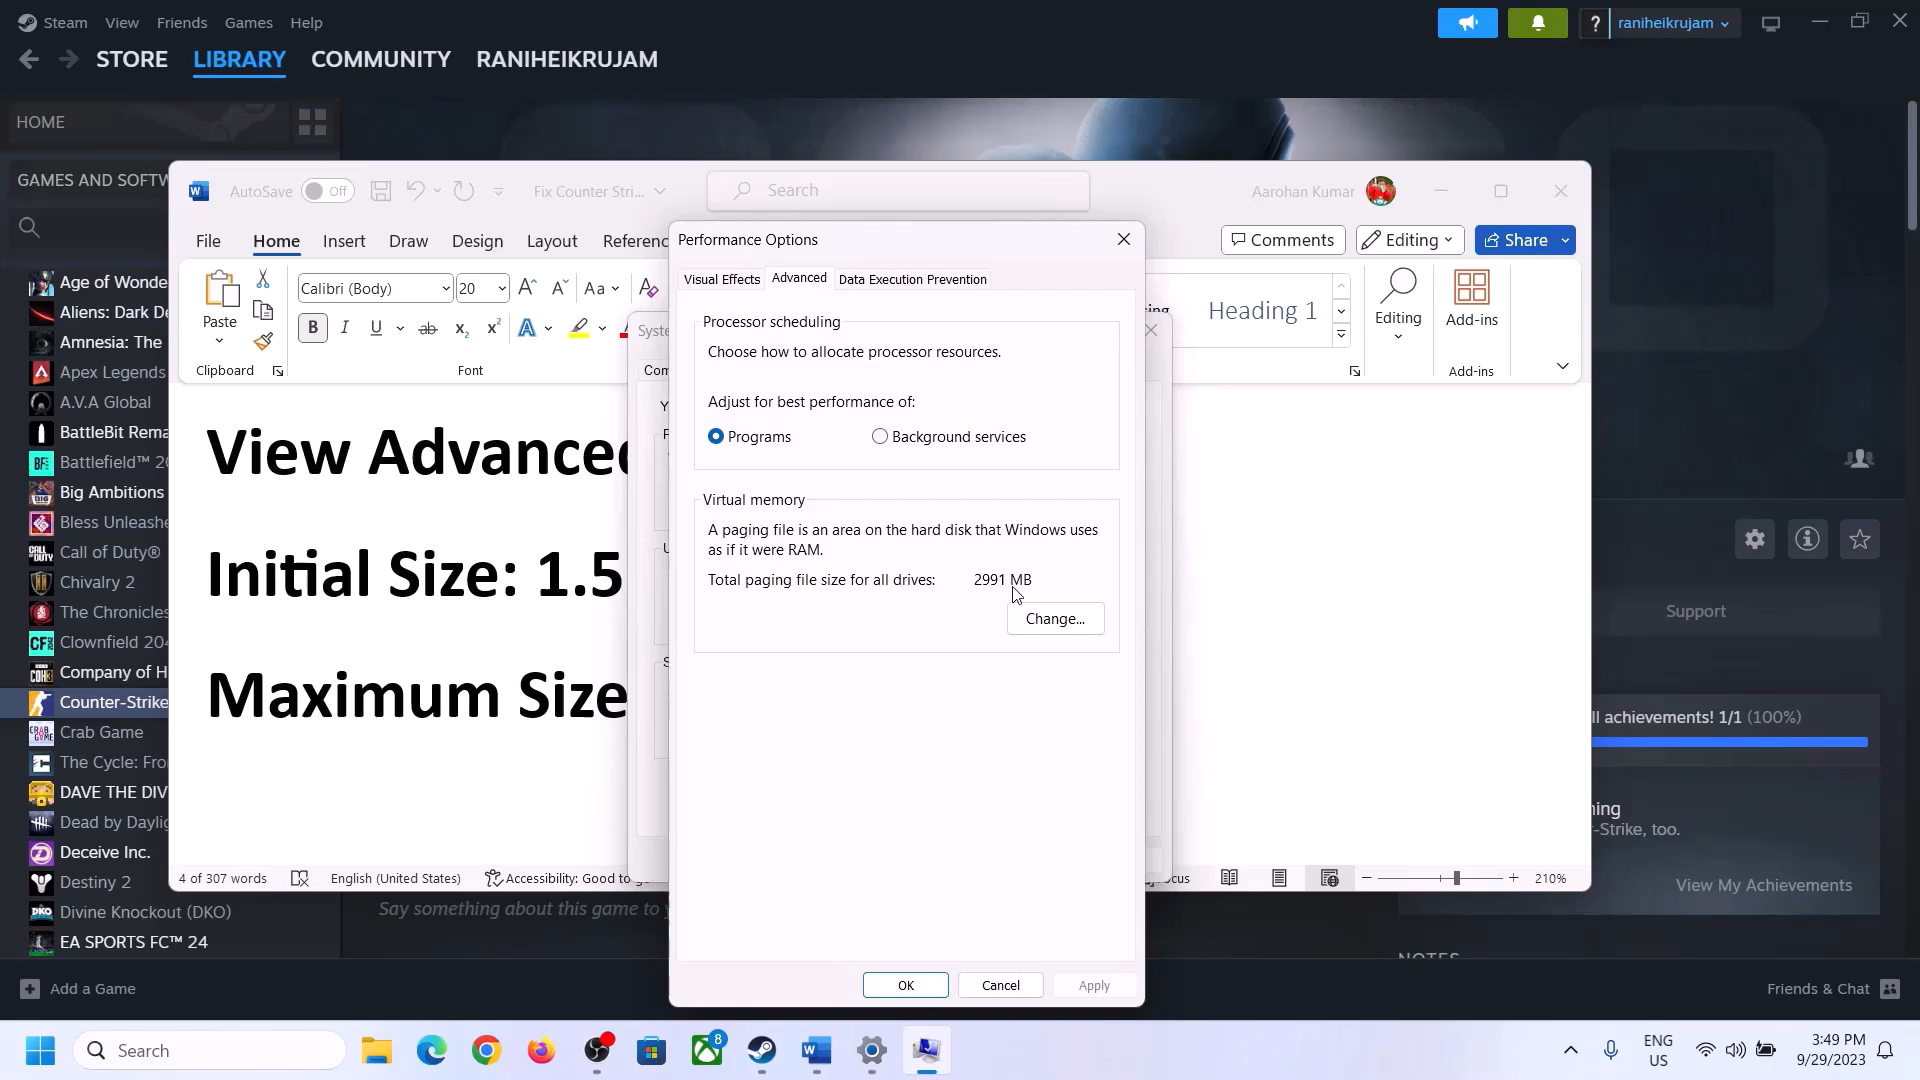 Steam View Friends Games Help
raniheikrujam
STORE LIBRARY COMMUNITY RANIHEIKRUJAM
HOME
GAMES AND SOFTW
Age of Wonde
Aliens: Dark De
Amnesia: The
Apex Legends
A.V.A Global
BattleBit Rema
Battlefield™ 20
Big Ambitions
Bless Unleashe
Call of Duty®
Chivalry 2
The Chronicles
Clownfield 204
Company of H
Counter-Strike
Crab Game
The Cycle: Fro
DAVE THE DIV
Dead by Daylig
Deceive Inc.
Destiny 2
Divine Knockout (DKO)
EA SPORTS FC™ 24
Add a Game
AutoSave Off Fix Counter Stri... Search Aarohan Kumar
File Home Insert Draw Design Layout Referenc
Comments Editing Share
Paste
Calibri (Body) 20 Aa
Heading 1
Editing
Add-ins
Clipboard Font Add-ins
View Advanced
Initial Size: 1.5
Maximum Size
4 of 307 words English (United States) Accessibility: Good to
210%
Syste
Com
Performance Options
Visual Effects Advanced Data Execution Prevention
Processor scheduling
Choose how to allocate processor resources.
Adjust for best performance of:
Programs Background services
Virtual memory
A paging file is an area on the hard disk that Windows uses
as if it were RAM.
Total paging file size for all drives: 2991 MB
Change...
OK Cancel Apply
Support
ll achievements! 1/1 (100%)
-Strike, too.
View My Achievements
Say something about this game to y
NOTES
Friends & Chat
Search
8
ENG
US
3:49 PM
9/29/2023